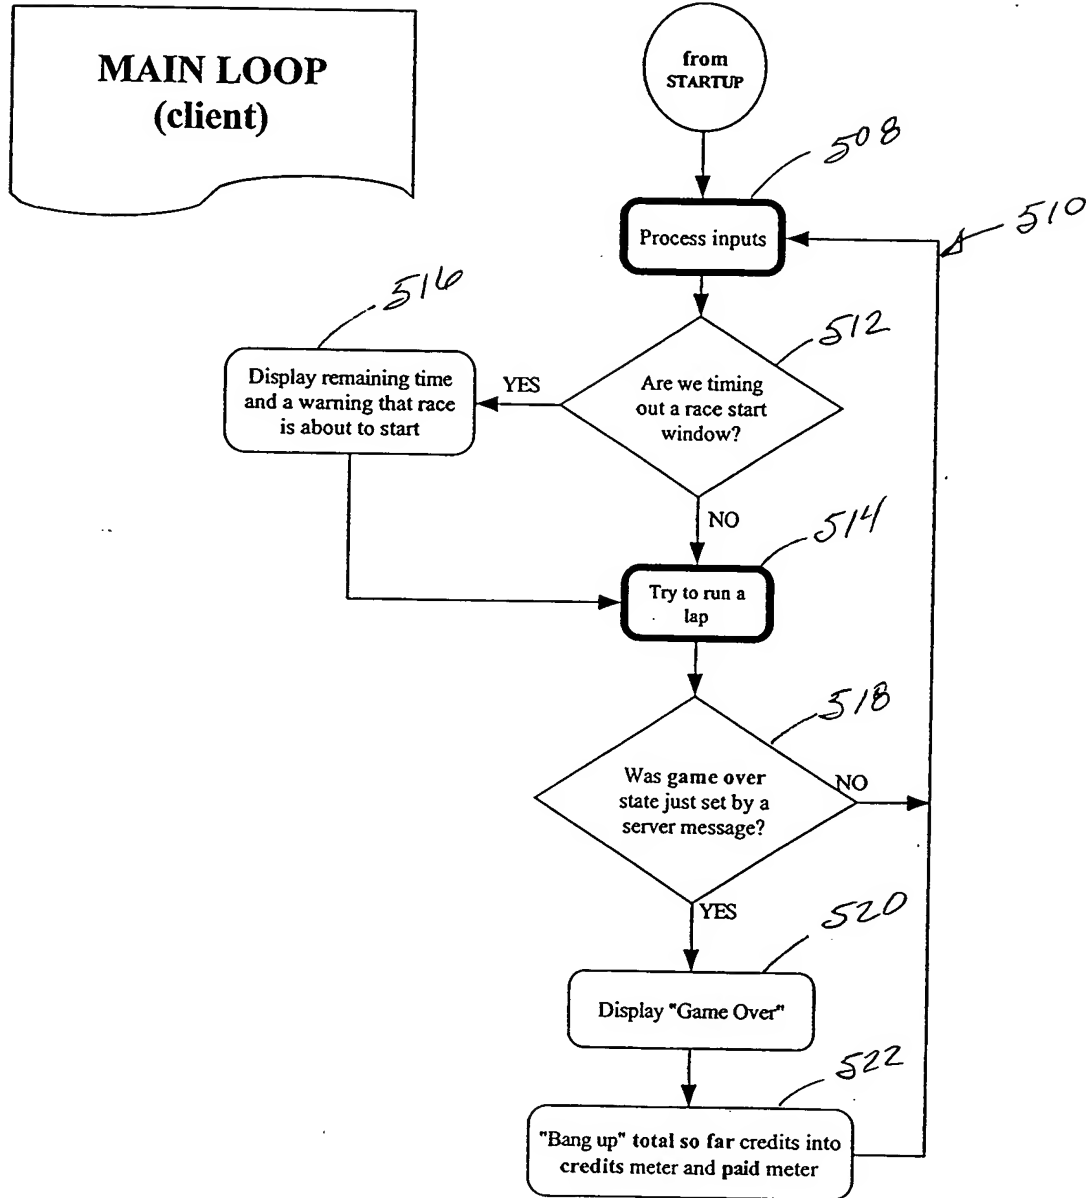 MAIN LOOP
(client)
from
STARTUP
508
Process inputs
510
516
512
Display remaining time
and a warning that race
is about to start
YES
Are we timing
out a race start
window?
NO
514
Try to run a
lap
518
Was game over
state just set by a
server message?
NO
YES
520
Display "Game Over"
522
"Bang up" total so far credits into
credits meter and paid meter